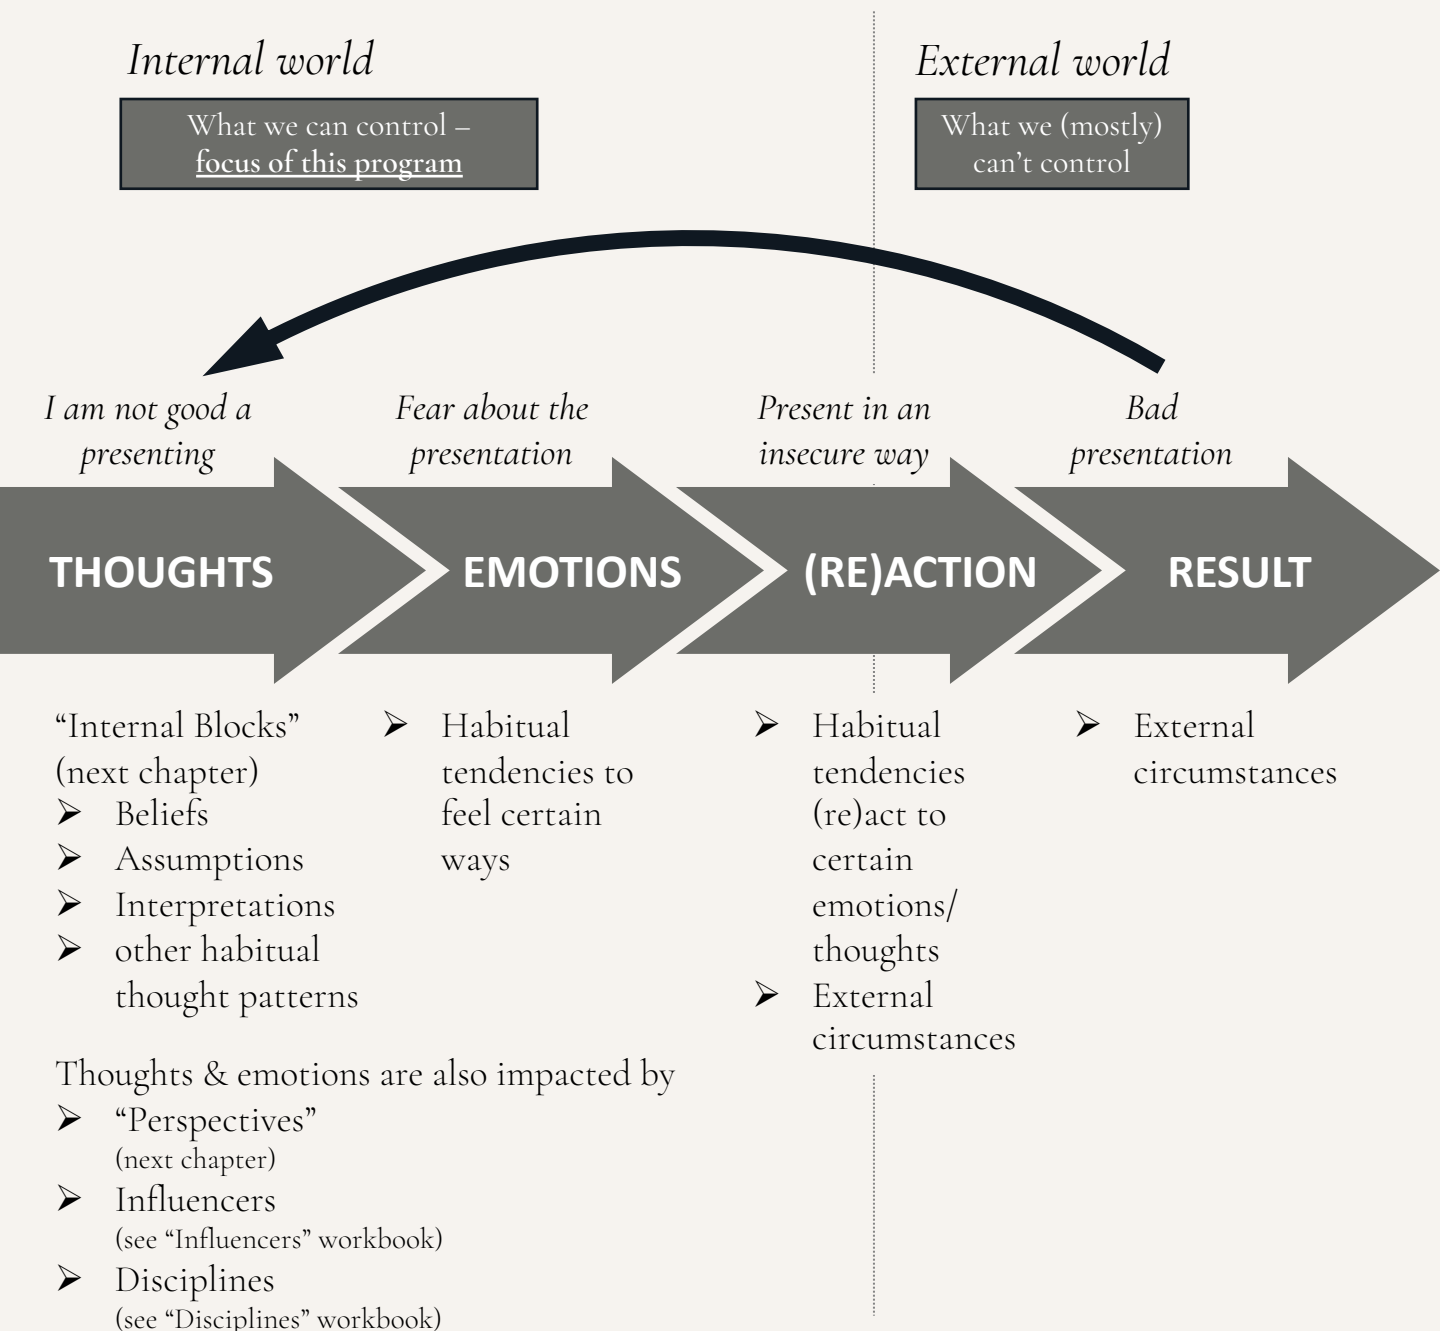 Internal world
What we can control –
focus of this program
External world
What we (mostly)
can’t control
I am not good a
presenting
Fear about the
presentation
Present in an
insecure way
Bad
presentation
THOUGHTS
EMOTIONS
(RE)ACTION
RESULT
“Internal Blocks”
(next chapter)
➢ Beliefs
➢ Assumptions
➢ Interpretations
➢ other habitual
thought patterns
➢ Habitual
tendencies to
feel certain
ways
➢ Habitual
tendencies
(re)act to
certain
emotions/
thoughts
➢ External
circumstances
➢ External
circumstances
Thoughts & emotions are also impacted by
➢ “Perspectives”
(next chapter)
➢ Influencers
(see “Influencers” workbook)
➢ Disciplines
(see “Disciplines” workbook)